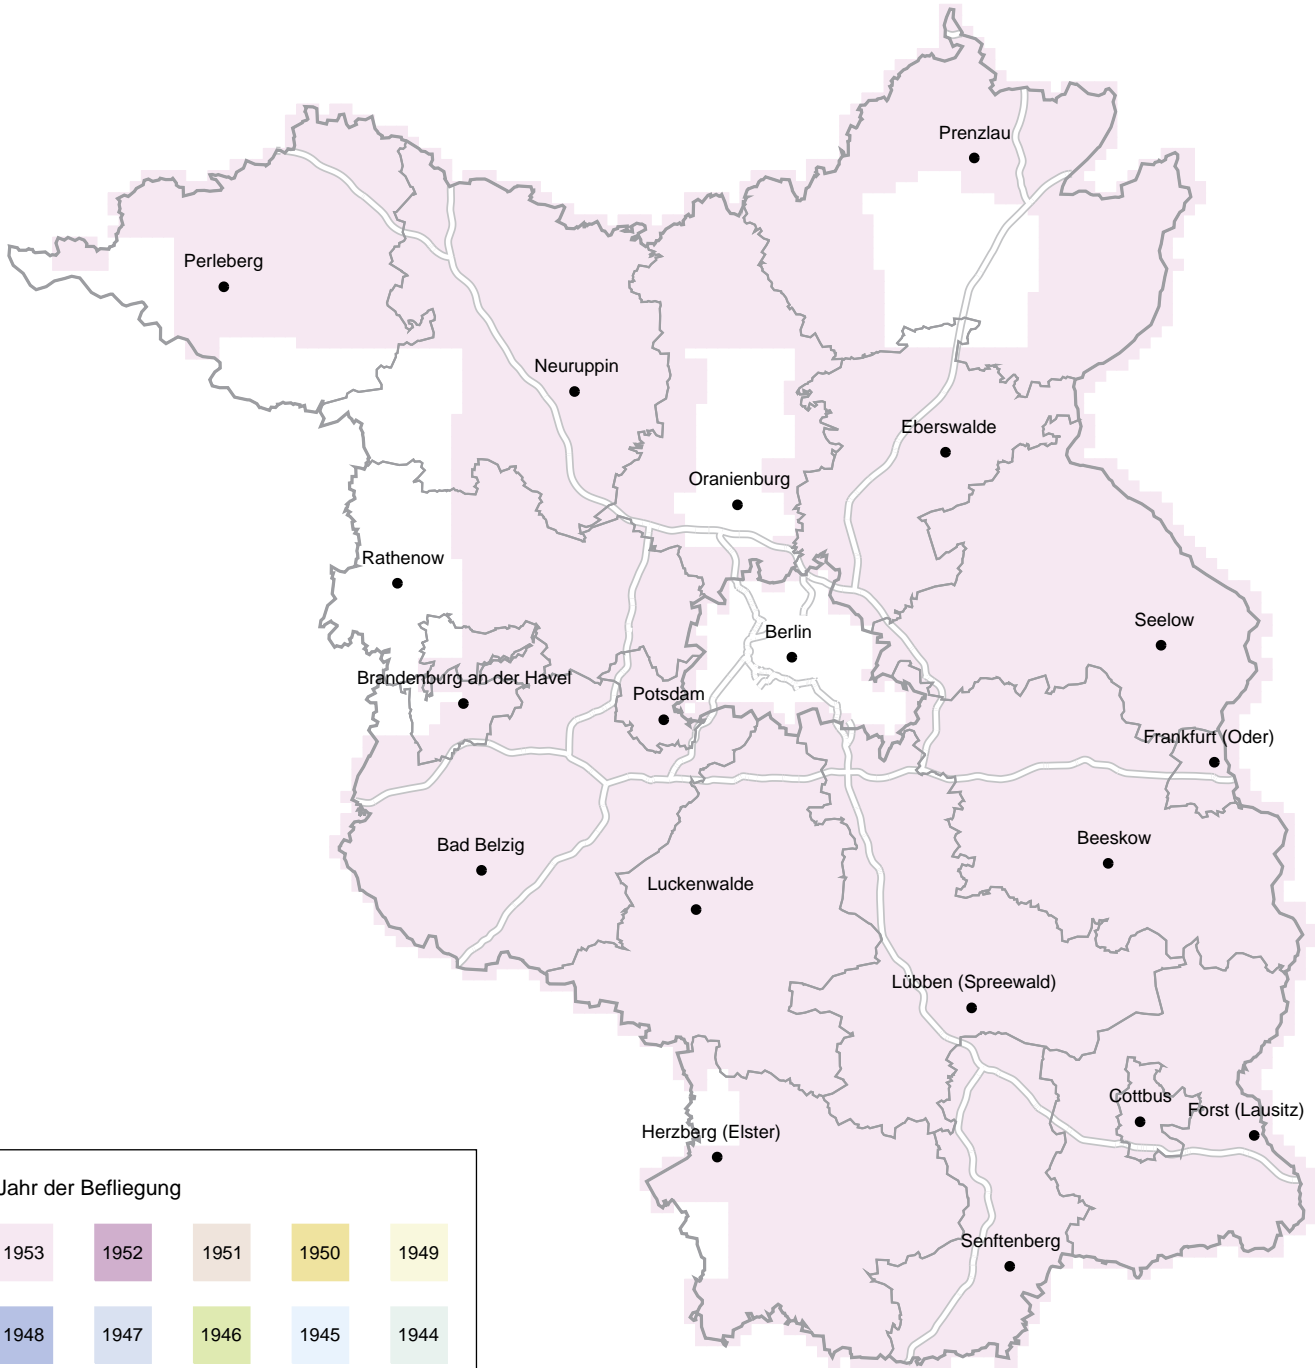 Prenzlau
Perleberg
Neuruppin
Eberswalde
Oranienburg
Rathenow
Seelow
Berlin
Brandenburg an der Havel
Potsdam
Frankfurt (Oder)
Bad Belzig
Beeskow
Luckenwalde
Lübben (Spreewald)
Cottbus
Forst (Lausitz)
Herzberg (Elster)
Senftenberg
Jahr der Befliegung
1953 1952 1951 1950 1949
1948 1947 1946 1945 1944